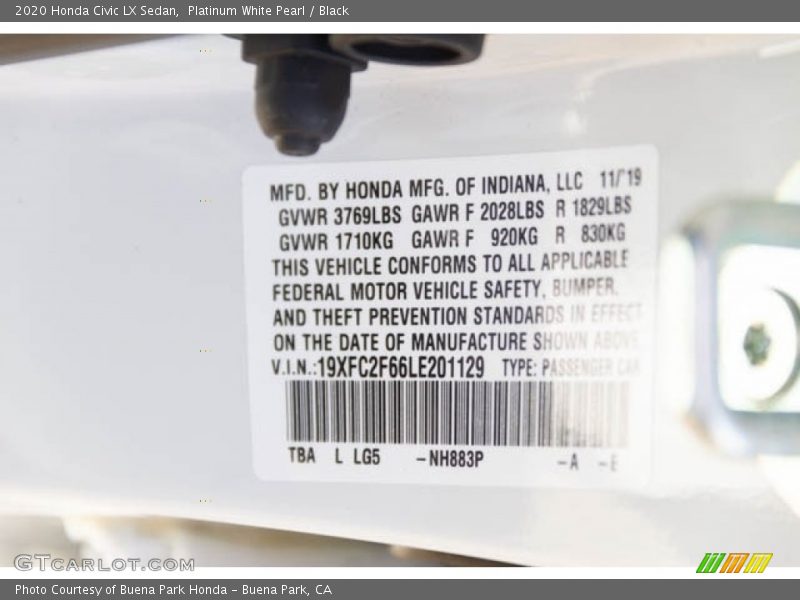 2020 Honda Civic LX Sedan, Platinum White Pearl / Black
MFD. BY HONDA MFG. OF INDIANA, LLC 11/'19
GVWR 3769LBS GAWR F 2028LBS R 1829LBS
GVWR 1710KG GAWR F 920KG R 830KG
THIS VEHICLE CONFORMS TO ALL APPLICABLE
FEDERAL MOTOR VEHICLE SAFETY, BUMPER,
AND THEFT PREVENTION STANDARDS IN EFFECT
ON THE DATE OF MANUFACTURE SHOWN ABOVE.
V.I.N.:19XFC2F66LE201129 TYPE: PASSENGER CAR
TBA L LG5 -NH883P -A -E
GTCARLOT.COM
Photo Courtesy of Buena Park Honda - Buena Park, CA